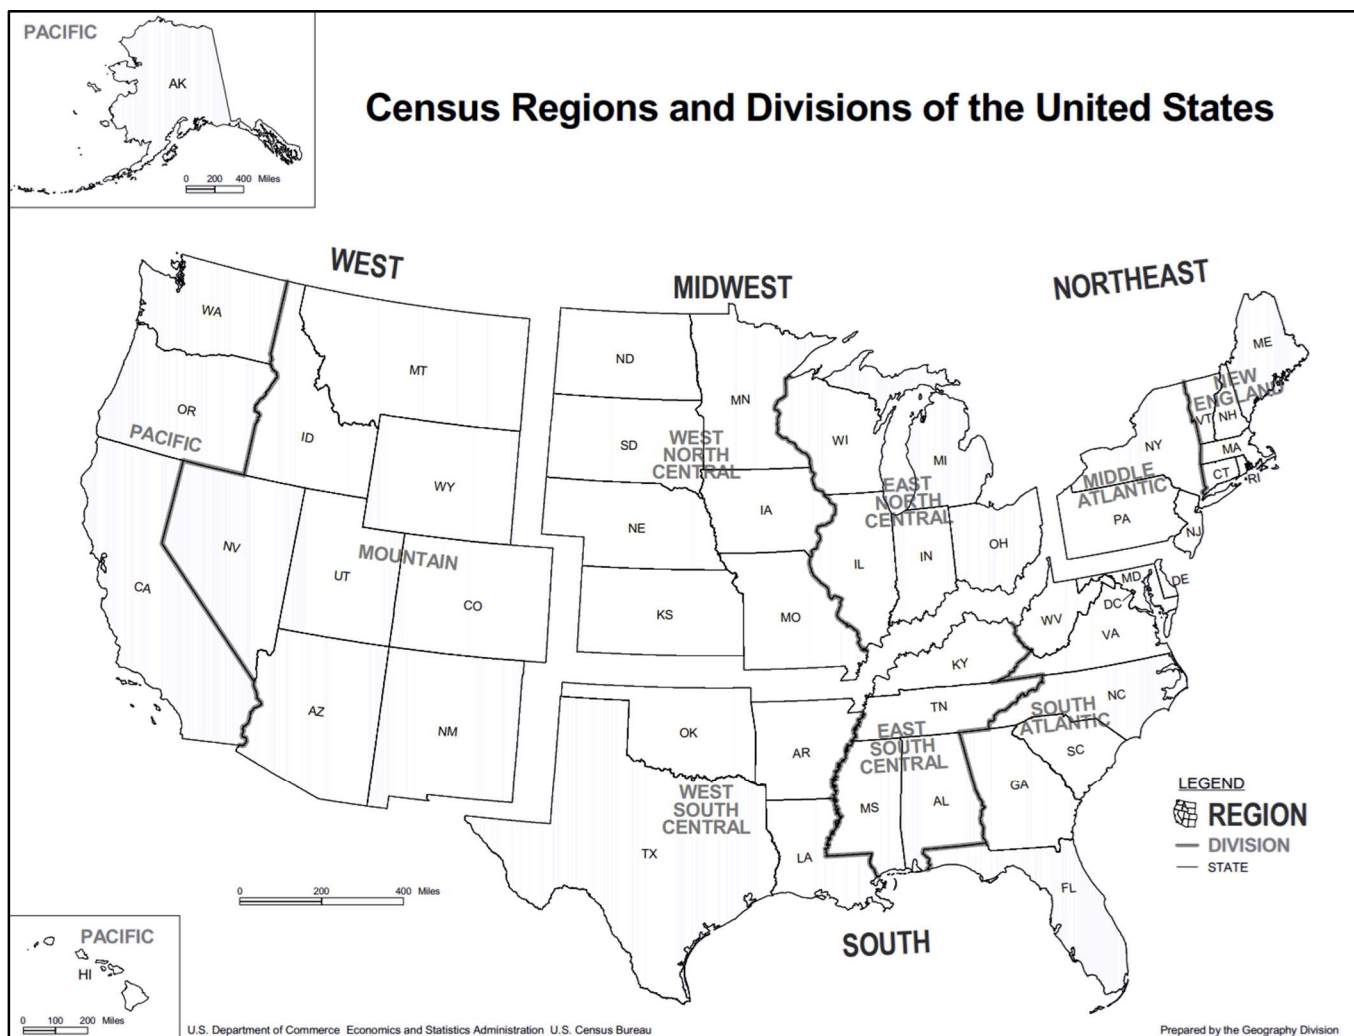 PACIFIC
AK
0 200 400 Miles
Census Regions and Divisions of the United States
WEST
MIDWEST
NORTHEAST
WA
MT
ND
MN
ME
OR
PACIFIC
ID
SD
WEST
NORTH
CENTRAL
WI
MI
NEW
ENGLAND
VT
NH
NY
MA
CT
RI
MIDDLE
ATLANTIC
WY
NE
IA
EAST
NORTH
CENTRAL
PA
NJ
NV
MOUNTAIN
UT
CO
CA
KS
MO
IL
IN
OH
MD
DE
DC
WV
VA
KY
AZ
NM
OK
AR
TN
NC
SOUTH
ATLANTIC
SC
EAST
SOUTH
CENTRAL
WEST
SOUTH
CENTRAL
MS
AL
GA
TX
LA
FL
SOUTH
LEGEND
REGION
DIVISION
STATE
0 200 400 Miles
PACIFIC
HI
0 100 200 Miles
U.S. Department of Commerce Economics and Statistics Administration U.S. Census Bureau
Prepared by the Geography Division